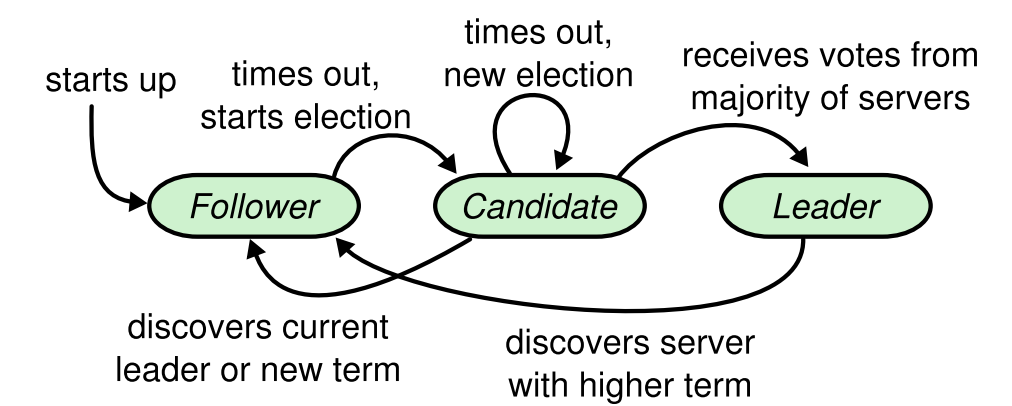 starts up
times out,
starts election
times out,
new election
receives votes from
majority of servers
Follower
Candidate
Leader
discovers current
leader or new term
discovers server
with higher term